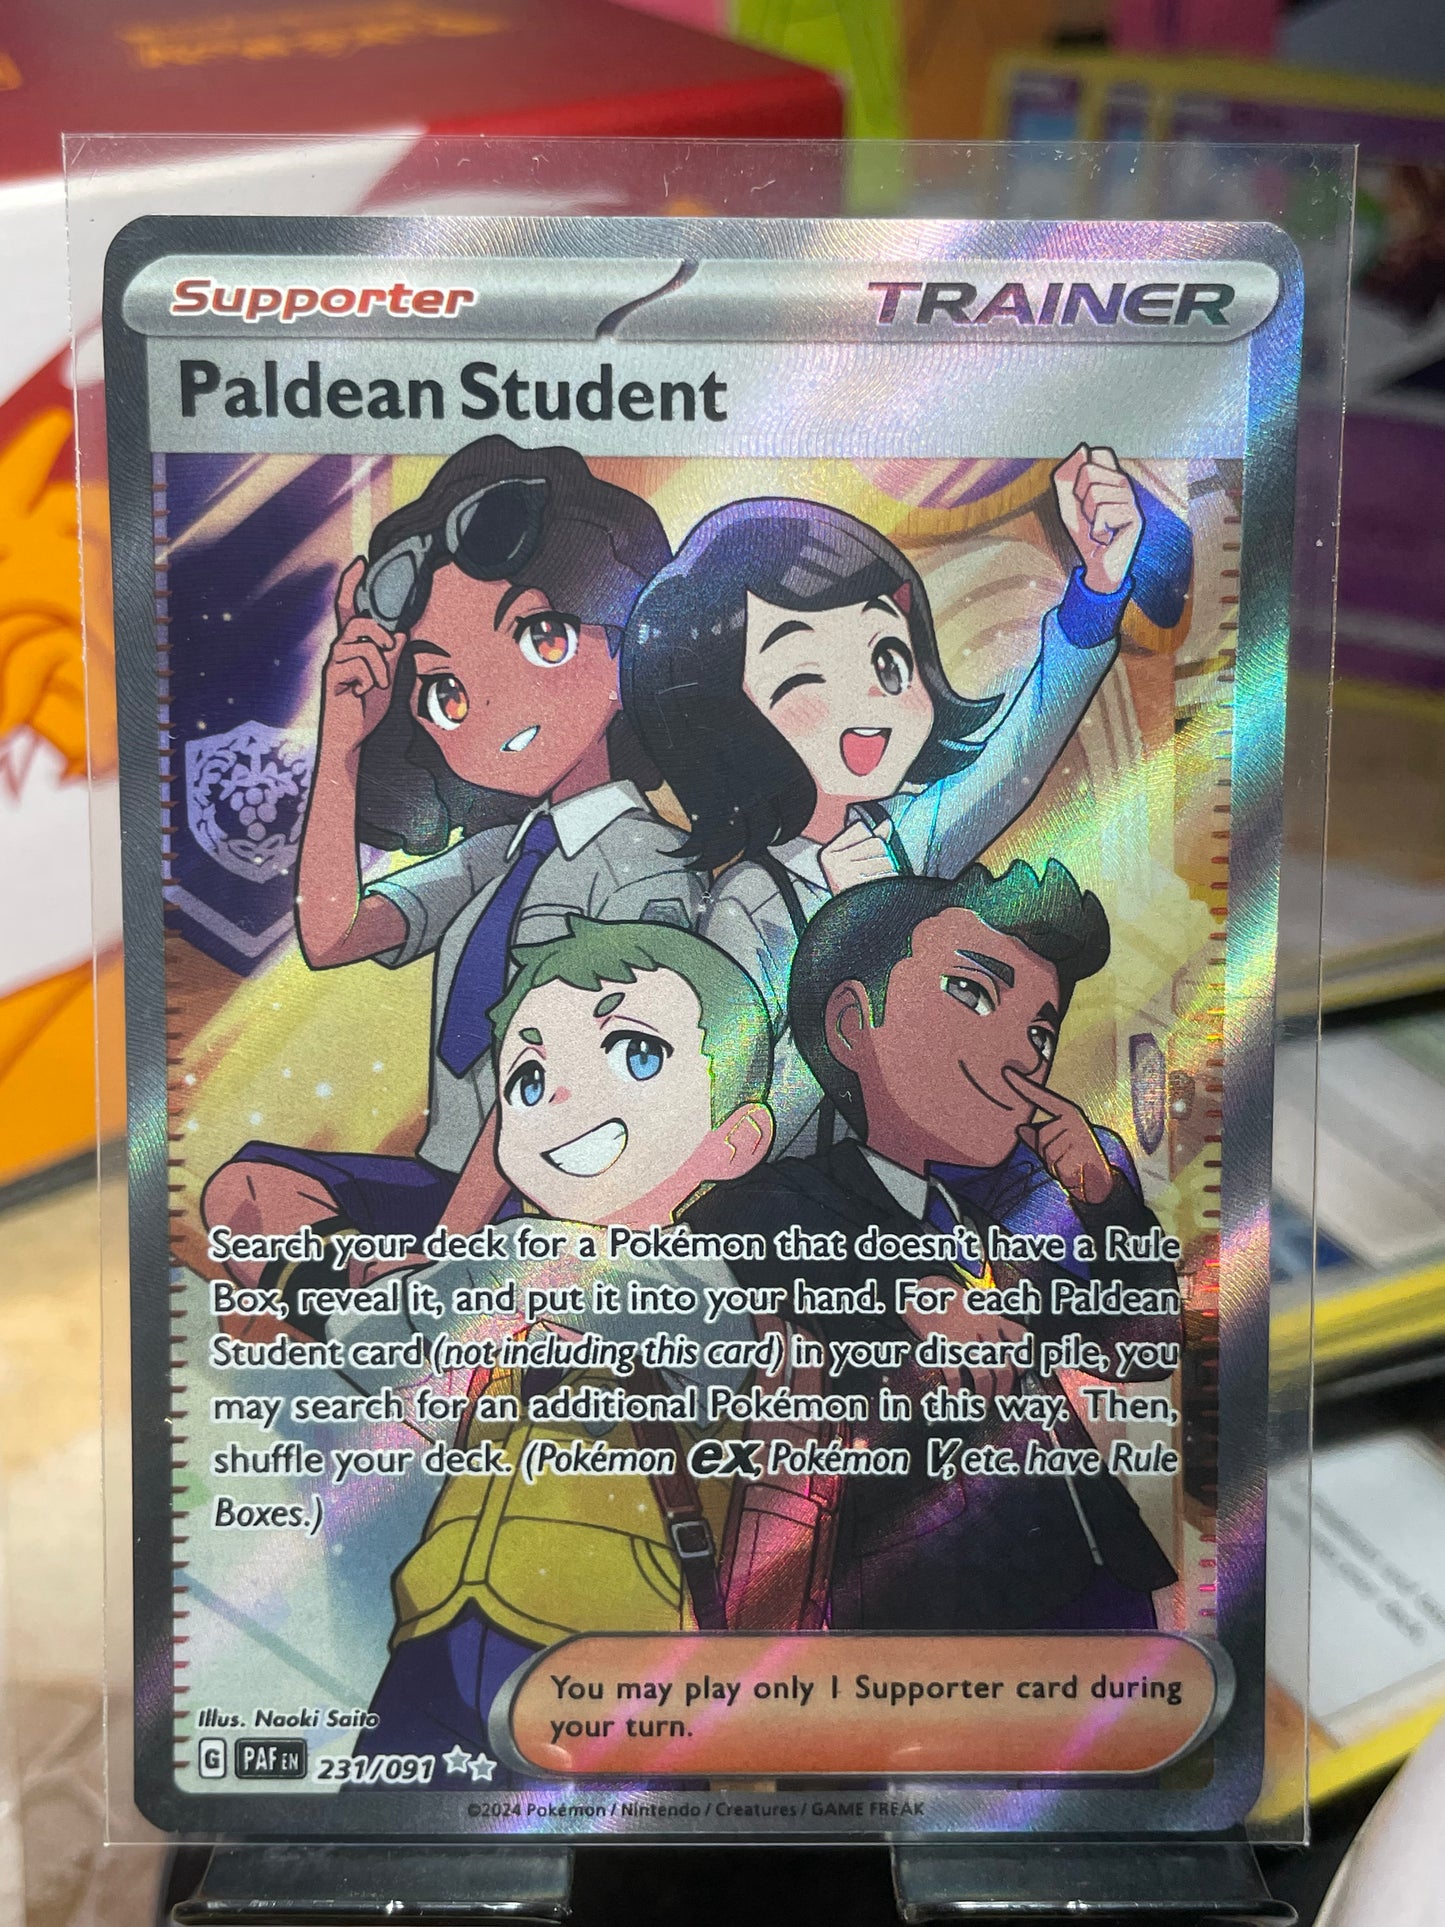 Supporter TRAINER
Paldean Student
Search your deck for a Pokémon that doesn't have a Rule
Box, reveal it, and put it into your hand. For each Paldean
Student card (not including this card) in your discard pile, you
may search for an additional Pokémon in this way. Then,
shuffle your deck. (Pokémon ex, Pokémon V, etc. have Rule
Boxes.)
You may play only 1 Supporter card during
your turn.
Illus. Naoki Saito
G PAF EN 231/091
©2024 Pokémon / Nintendo / Creatures / GAME FREAK